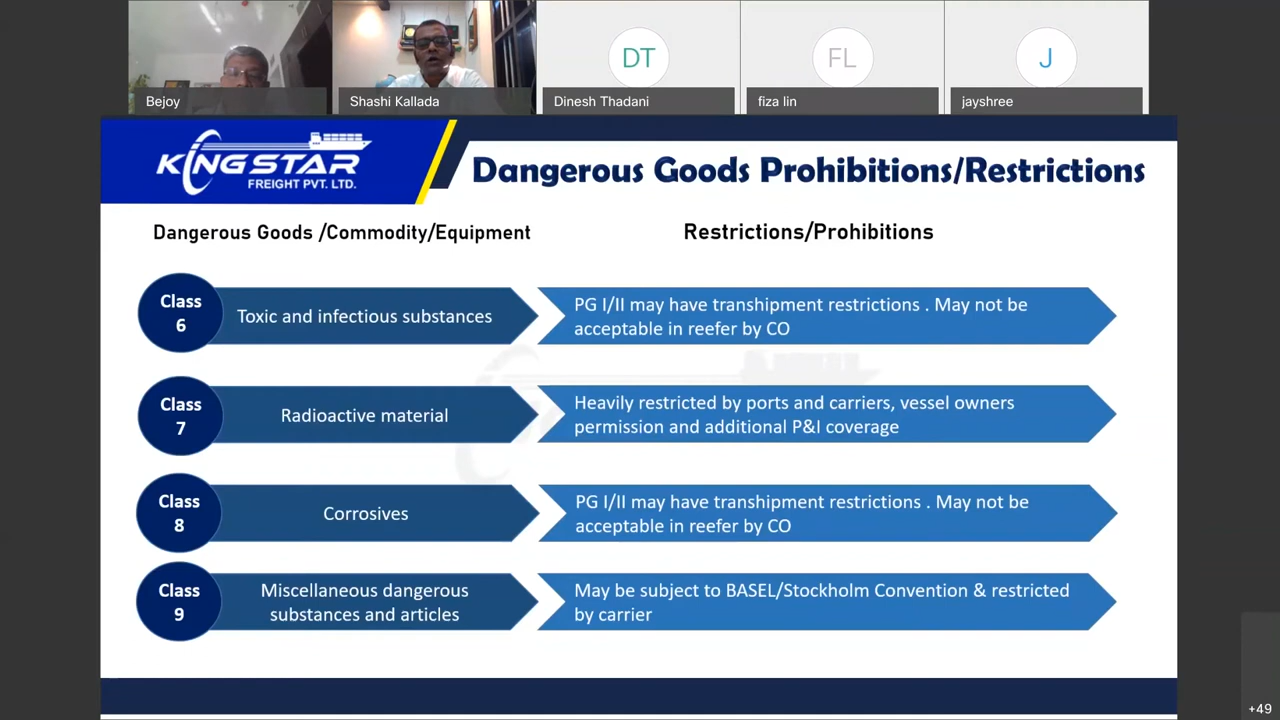 DT
FL
J
Bejoy
Shashi Kallada
Dinesh Thadani
fiza lin
jayshree
KINGSTAR
FREIGHT PVT. LTD.
Dangerous Goods Prohibitions/Restrictions
Dangerous Goods /Commodity/Equipment
Restrictions/Prohibitions
Class
6
Toxic and infectious substances
PG I/II may have transhipment restrictions . May not be
acceptable in reefer by CO
Class
7
Radioactive material
Heavily restricted by ports and carriers, vessel owners
permission and additional P&I coverage
Class
8
Corrosives
PG I/II may have transhipment restrictions . May not be
acceptable in reefer by CO
Class
9
Miscellaneous dangerous
substances and articles
May be subject to BASEL/Stockholm Convention & restricted
by carrier
+49